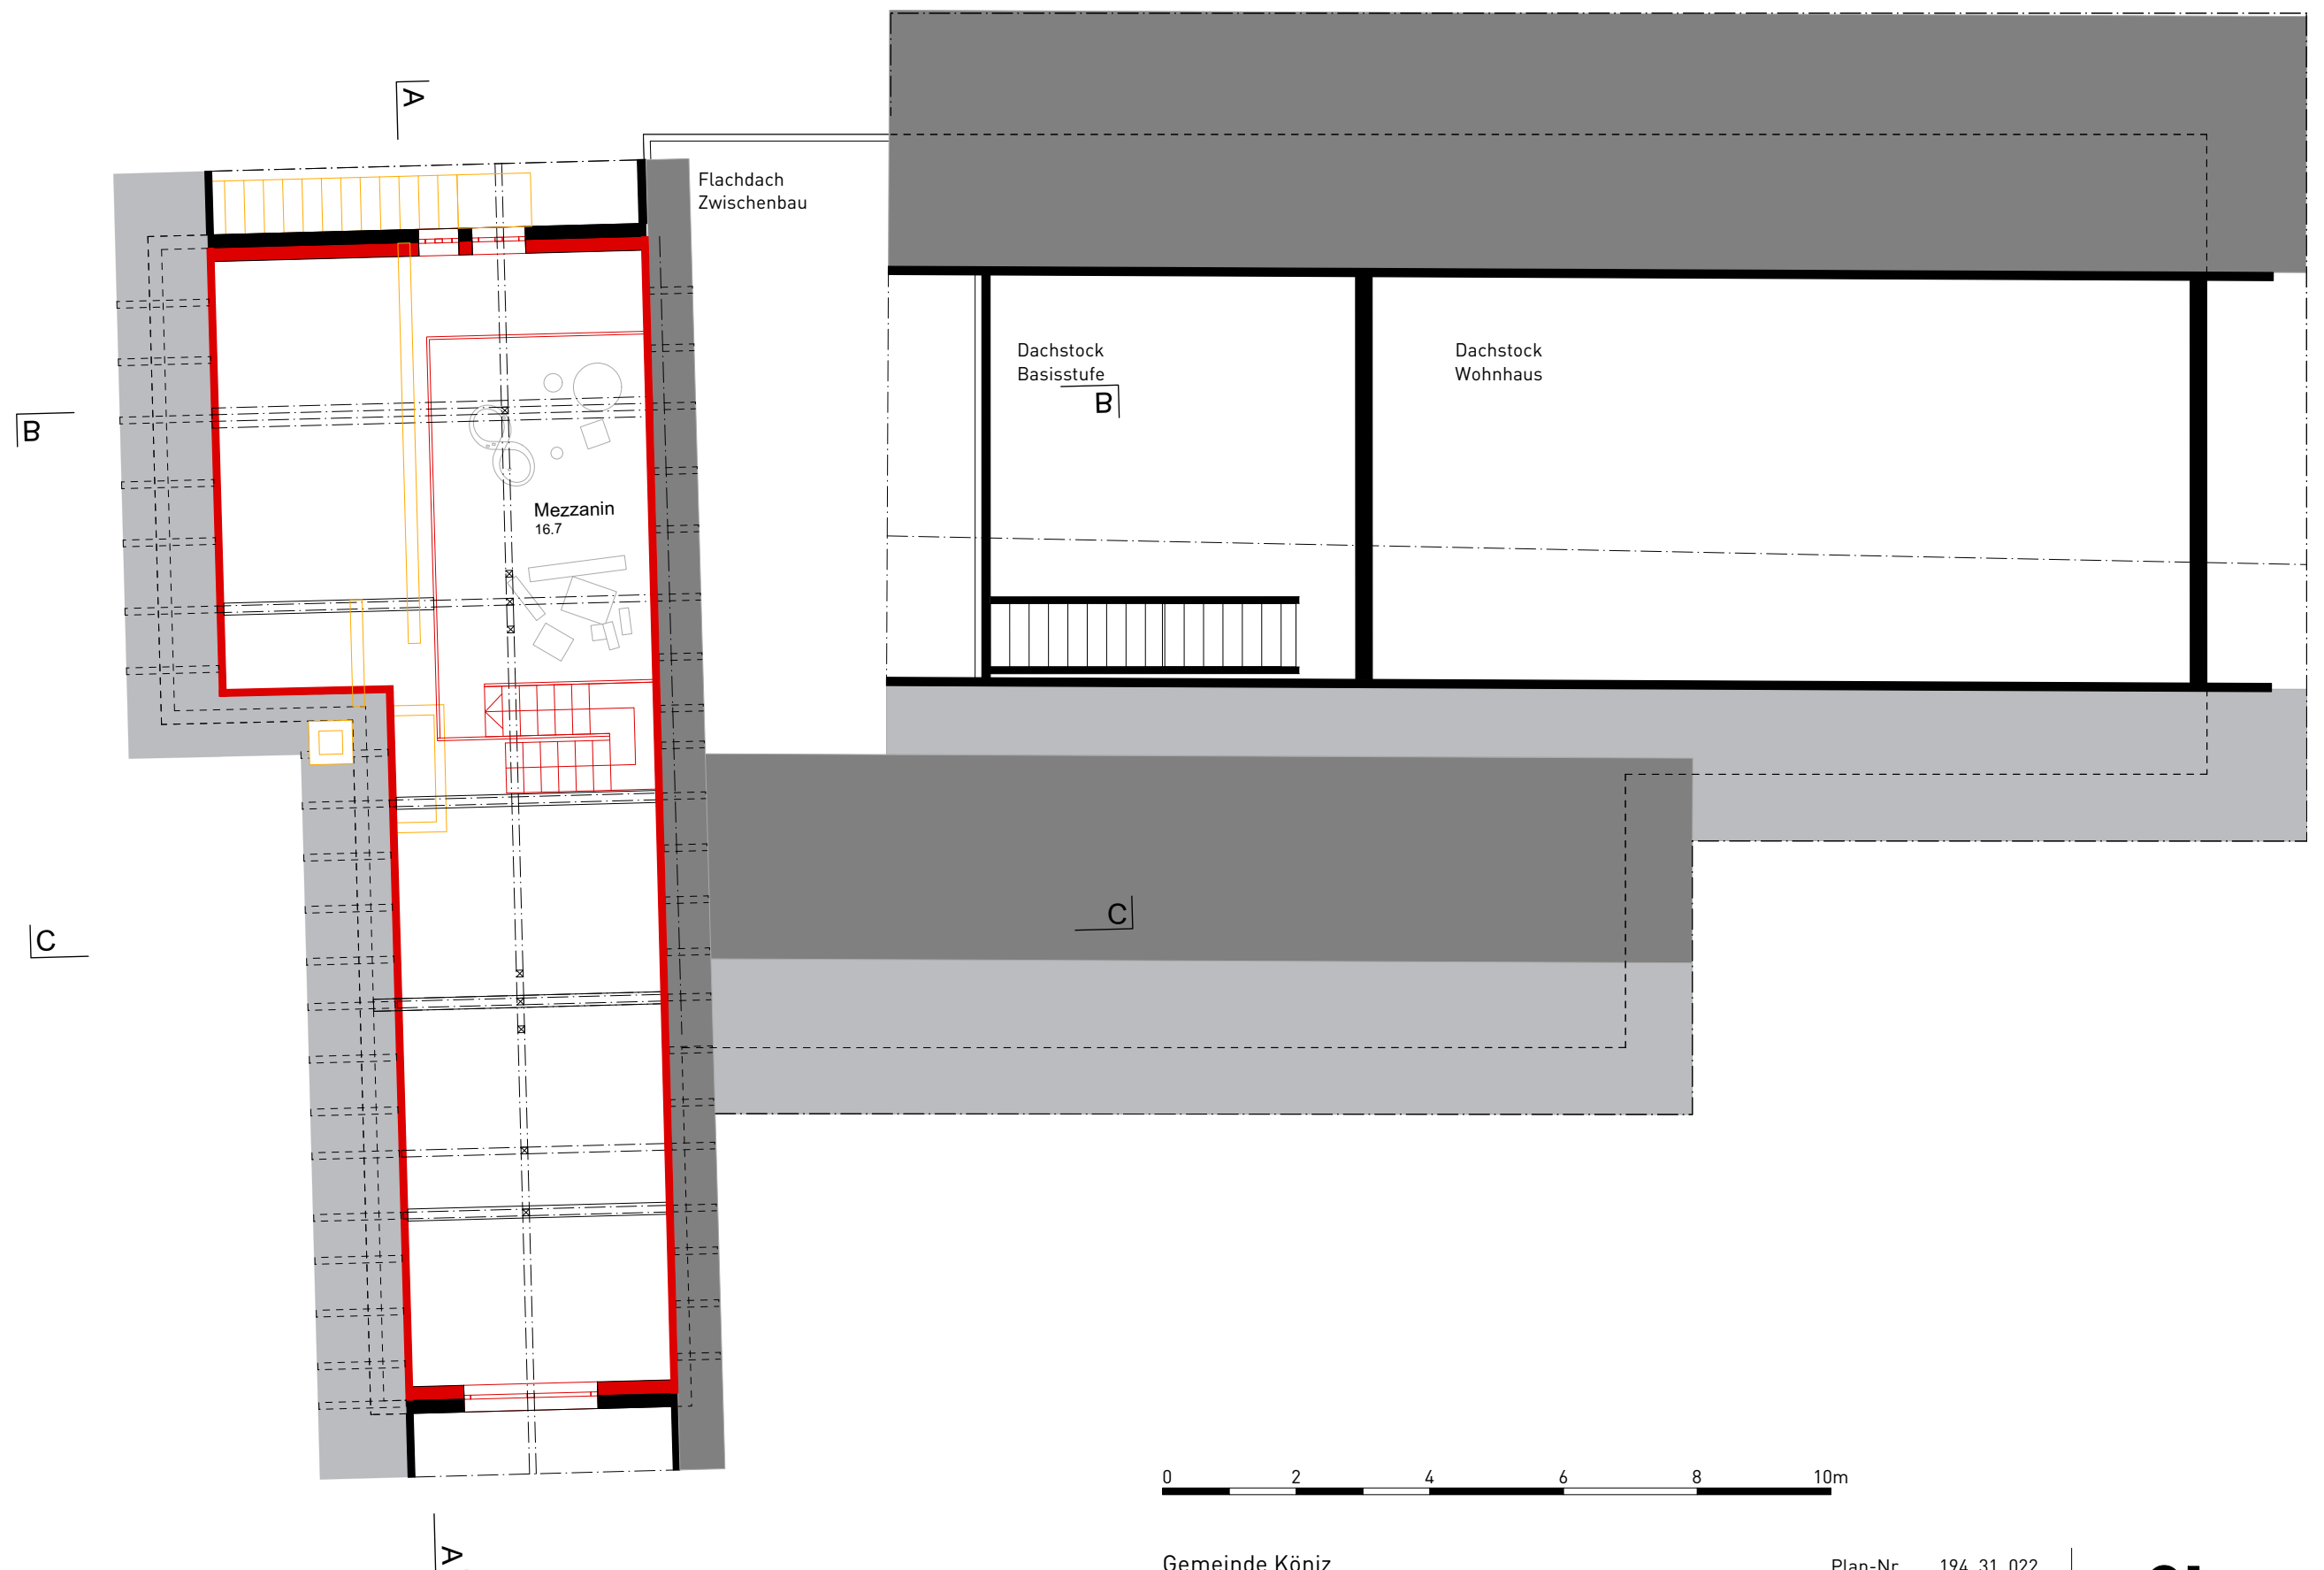 A
Flachdach
Zwischenbau
Dachstock
Basisstufe
Dachstock
Wohnhaus
B
B
Mezzanin
16.7
C
C
0 2 4 6 8 10m
A
Gemeinde Köniz
Plan-Nr 194_31_022